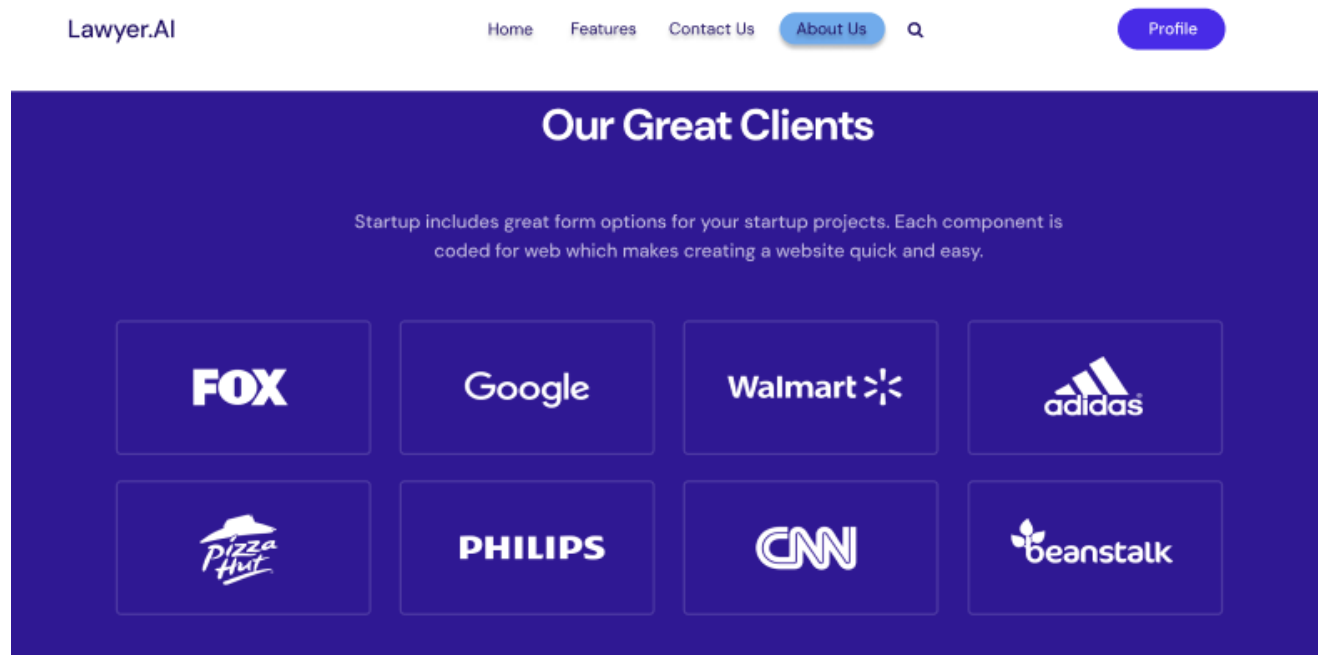 Lawyer.AI
Home
Features
Contact Us
About Us
Profile
Our Great Clients
Startup includes great form options for your startup projects. Each component is
coded for web which makes creating a website quick and easy.
FOX
Google
Walmart
adidas
Pizza
Hut
PHILIPS
CNN
beanstalk